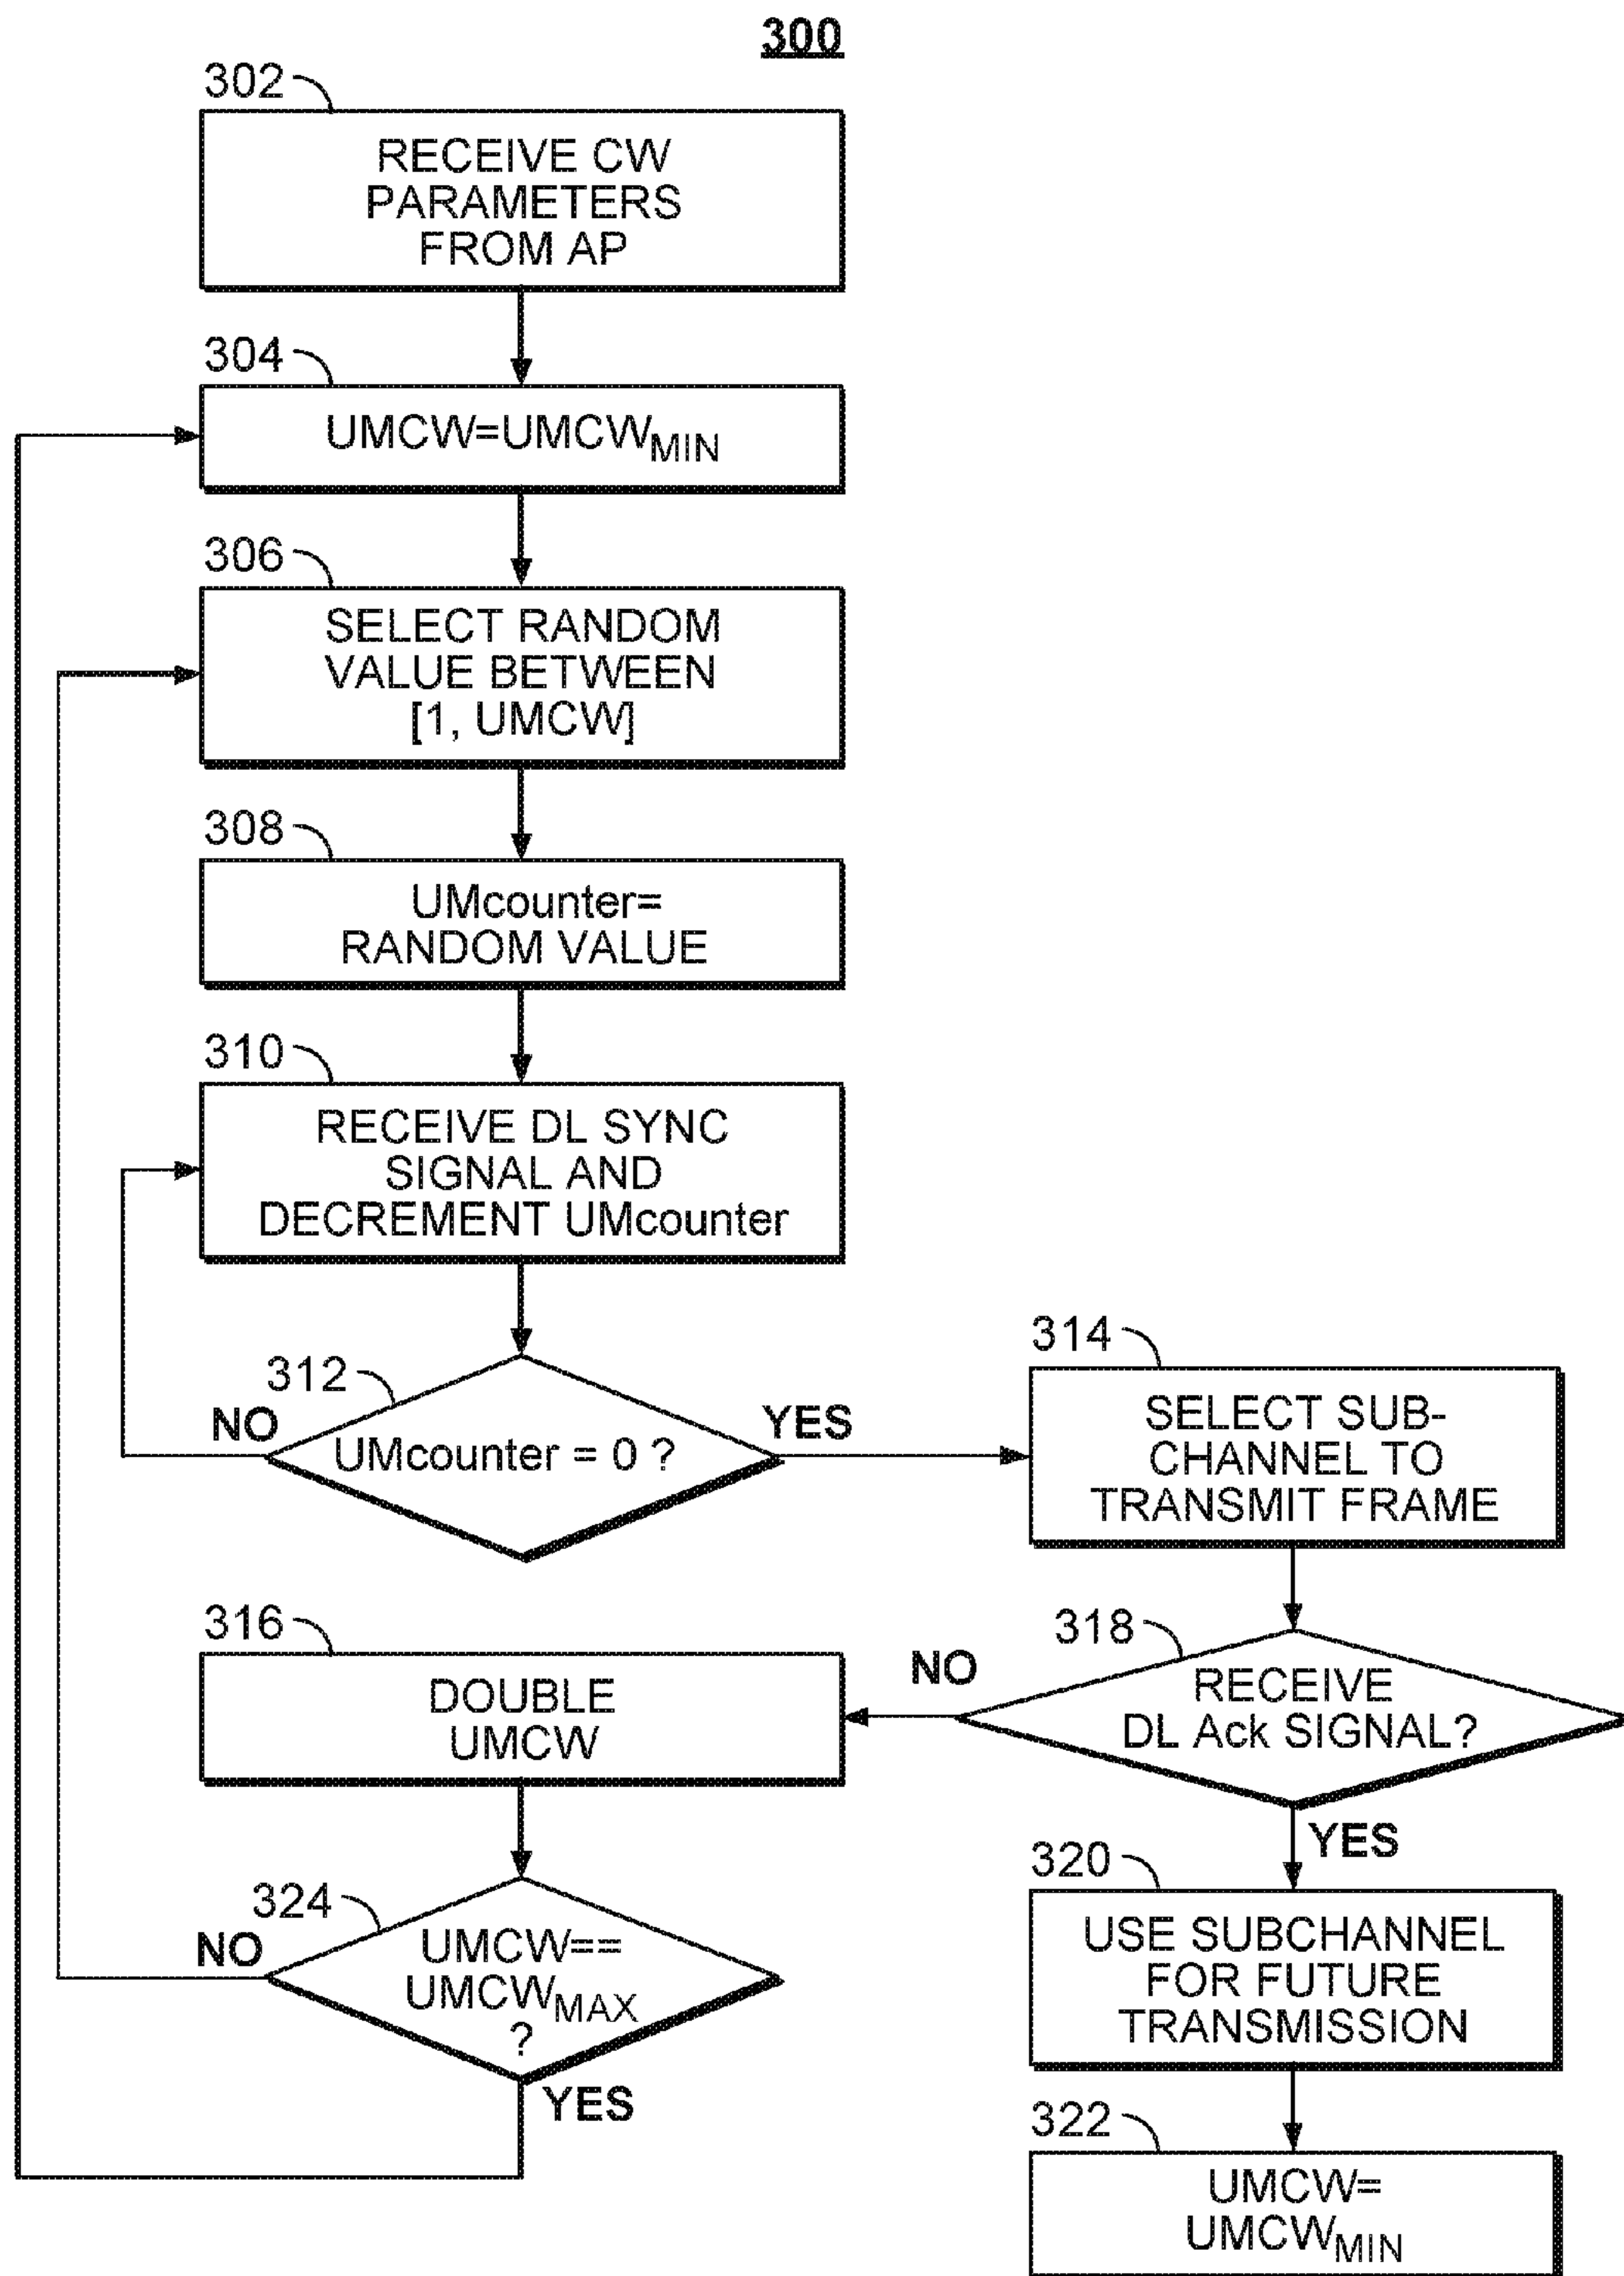 300
302
RECEIVE CW
PARAMETERS
FROM AP
304
UMCW=UMCW_MIN
306
SELECT RANDOM
VALUE BETWEEN
[1, UMCW]
308
UMcounter=
RANDOM VALUE
310
RECEIVE DL SYNC
SIGNAL AND
DECREMENT UMcounter
312
NO
UMcounter = 0 ?
YES
314
SELECT SUB-
CHANNEL TO
TRANSMIT FRAME
316
DOUBLE
UMCW
318
NO
RECEIVE
DL Ack SIGNAL?
YES
320
USE SUBCHANNEL
FOR FUTURE
TRANSMISSION
322
UMCW=
UMCW_MIN
324
NO
UMCW==
UMCW_MAX
?
YES